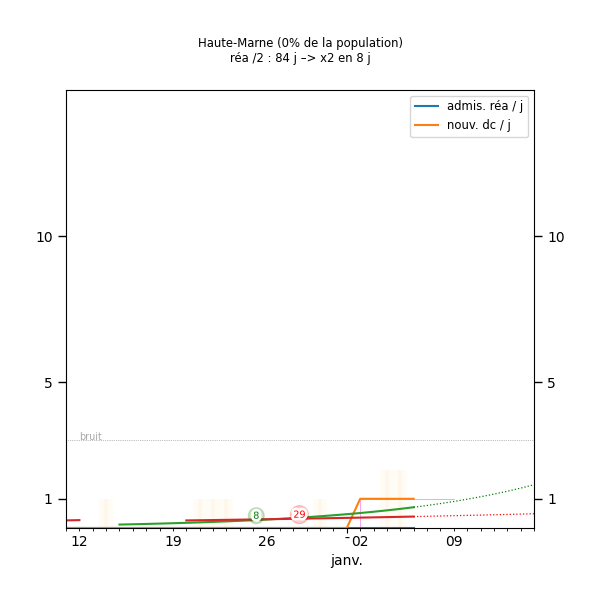 Haute-Marne (0% de la population)
réa /2 : 84 j –> x2 en 8 j
admis. réa / j
nouv. dc / j
10 10
5 5
bruit
1 1
8 29
12 19 26 02 09
janv.